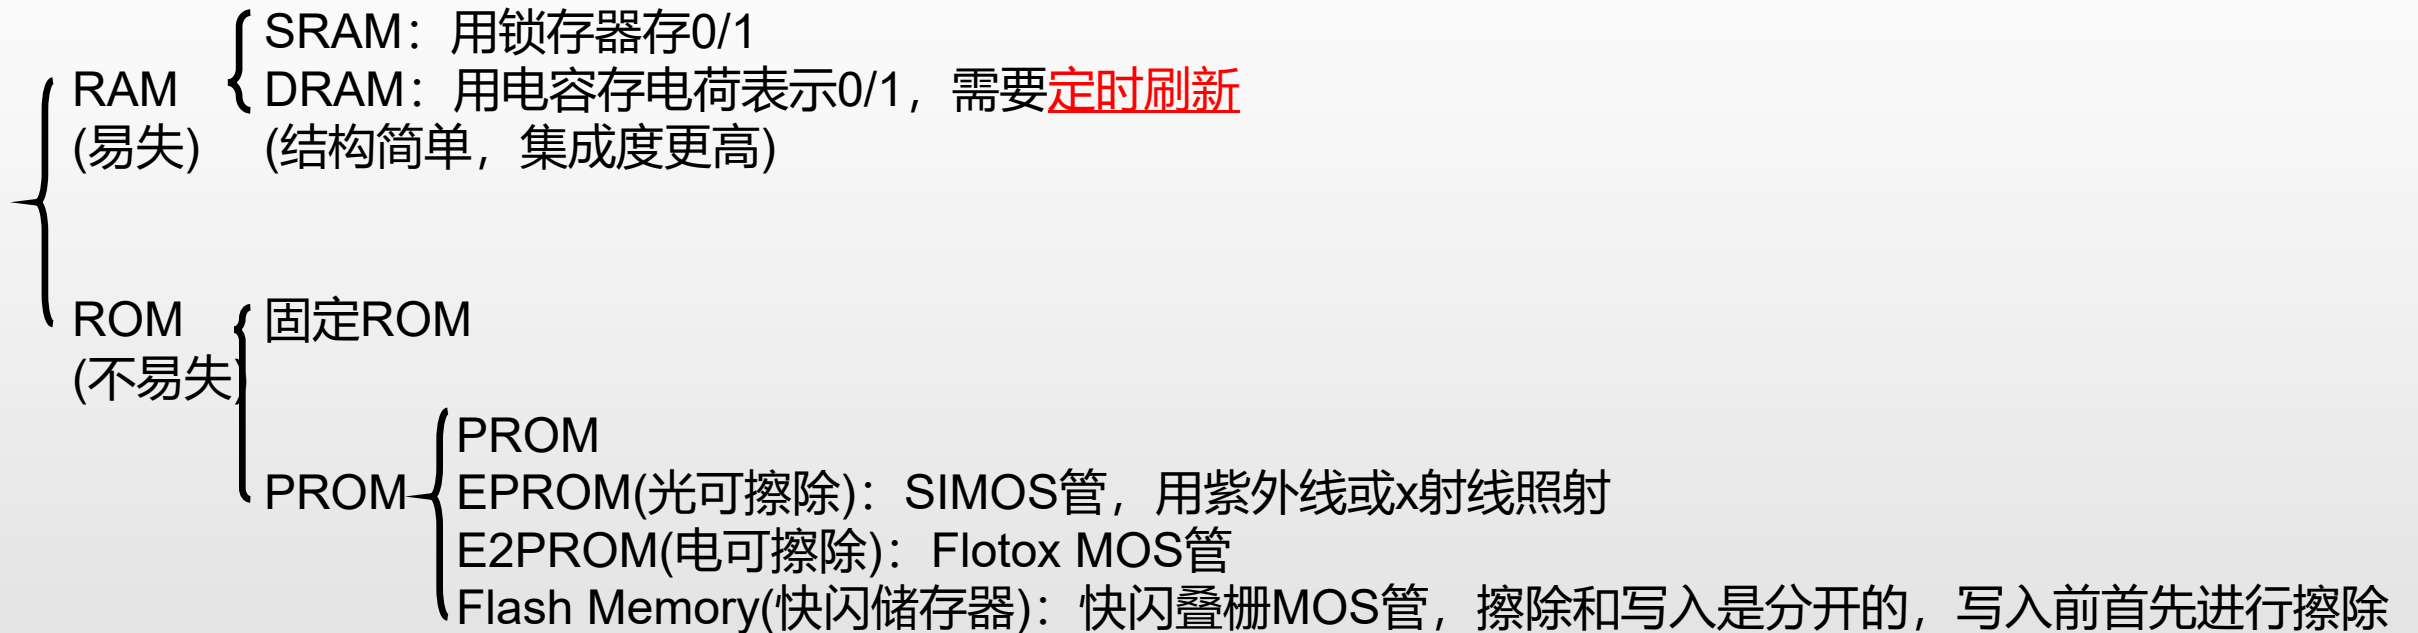 SRAM：用锁存器存0/1
RAM DRAM：用电容存电荷表示0/1，需要定时刷新
(易失) (结构简单，集成度更高)
ROM 固定ROM
(不易失)
PROM
PROM EPROM(光可擦除)：SIMOS管，用紫外线或x射线照射
E2PROM(电可擦除)：Flotox MOS管
Flash Memory(快闪储存器)：快闪叠栅MOS管，擦除和写入是分开的，写入前首先进行擦除